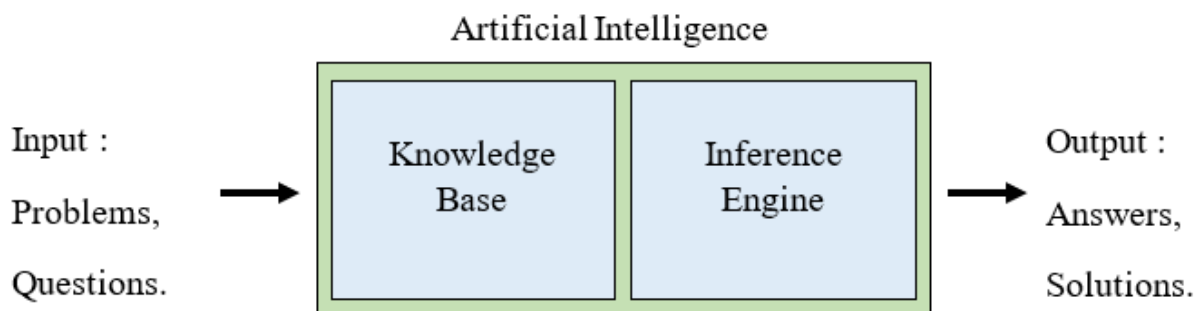 Artificial Intelligence
Input :
Problems,
Questions.
Knowledge
Base
Inference
Engine
Output :
Answers,
Solutions.